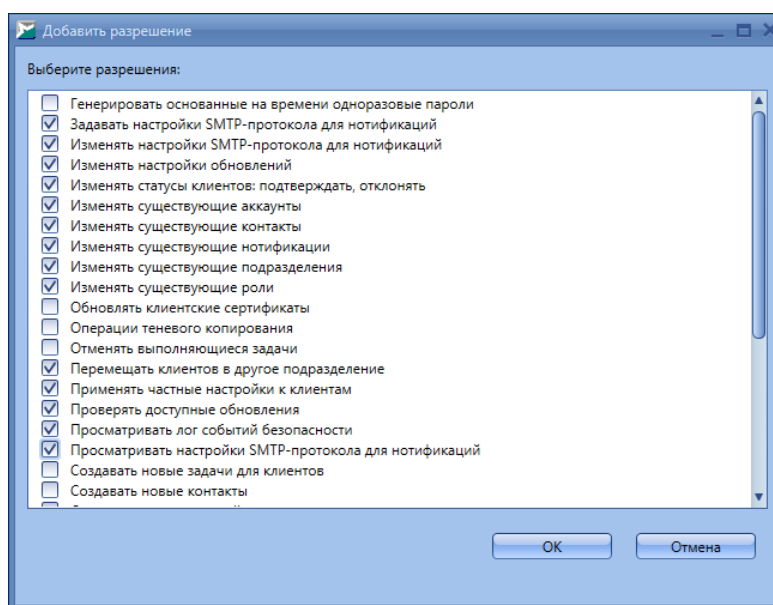 Добавить разрешение
Выберите разрешения:
Генерировать основанные на времени одноразовые пароли
Задавать настройки SMTP-протокола для нотификаций
Изменять настройки SMTP-протокола для нотификаций
Изменять настройки обновлений
Изменять статусы клиентов: подтверждать, отклонять
Изменять существующие аккаунты
Изменять существующие контакты
Изменять существующие нотификации
Изменять существующие подразделения
Изменять существующие роли
Обновлять клиентские сертификаты
Операции теневого копирования
Отменять выполняющиеся задачи
Перемещать клиентов в другое подразделение
Применять частные настройки к клиентам
Проверять доступные обновления
Просматривать лог событий безопасности
Просматривать настройки SMTP-протокола для нотификаций
Создавать новые задачи для клиентов
Создавать новые контакты
OK Отмена